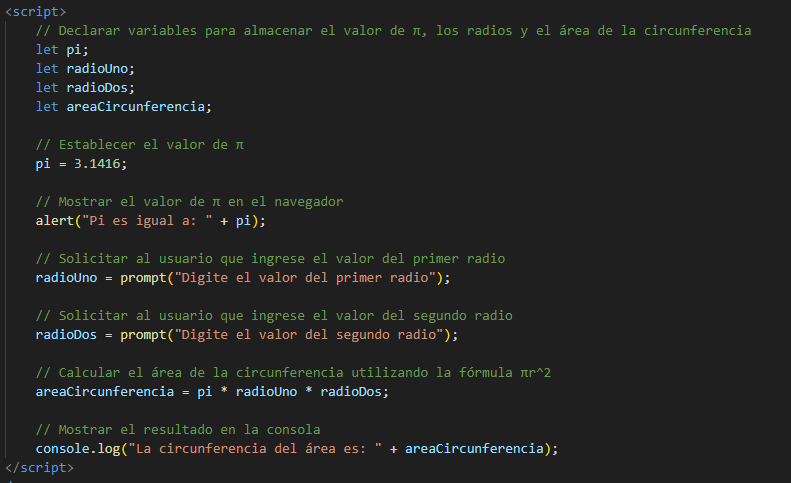 <script>
// Declarar variables para almacenar el valor de π, los radios y el área de la circunferencia
let pi;
let radioUno;
let radioDos;
let areaCircunferencia;
// Establecer el valor de π
pi = 3.1416;
// Mostrar el valor de π en el navegador
alert("Pi es igual a: " + pi);
// Solicitar al usuario que ingrese el valor del primer radio
radioUno = prompt("Digite el valor del primer radio");
// Solicitar al usuario que ingrese el valor del segundo radio
radioDos = prompt("Digite el valor del segundo radio");
// Calcular el área de la circunferencia utilizando la fórmula πr^2
areaCircunferencia = pi * radioUno * radioDos;
// Mostrar el resultado en la consola
console.log("La circunferencia del área es: " + areaCircunferencia);
</script>